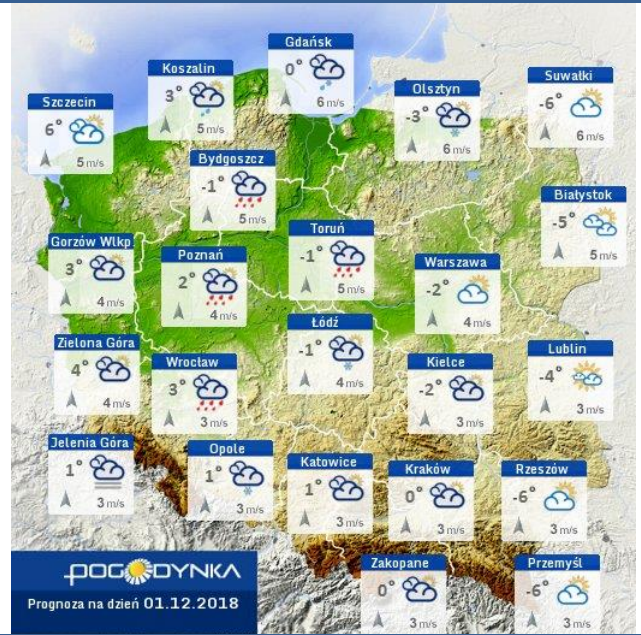 Gdańsk
0°
6 m/s
Koszalin
3°
5 m/s
Suwałki
-6°
6 m/s
Olsztyn
-3°
6 m/s
Szczecin
6°
5 m/s
Bydgoszcz
-1°
5 m/s
Białystok
-5°
5 m/s
Toruń
-1°
5 m/s
Gorzów Wlkp
3°
4 m/s
Poznań
2°
4 m/s
Warszawa
-2°
4 m/s
Łódź
-1°
4 m/s
Zielona Góra
4°
4 m/s
Wrocław
3°
3 m/s
Kielce
-2°
3 m/s
Lublin
-4°
3 m/s
Jelenia Góra
1°
3 m/s
Opole
1°
3 m/s
Katowice
1°
3 m/s
Kraków
0°
3 m/s
Rzeszów
-6°
3 m/s
Zakopane
0°
3 m/s
Przemyśl
-6°
3 m/s
POGODYNKA
Prognoza na dzień 01.12.2018